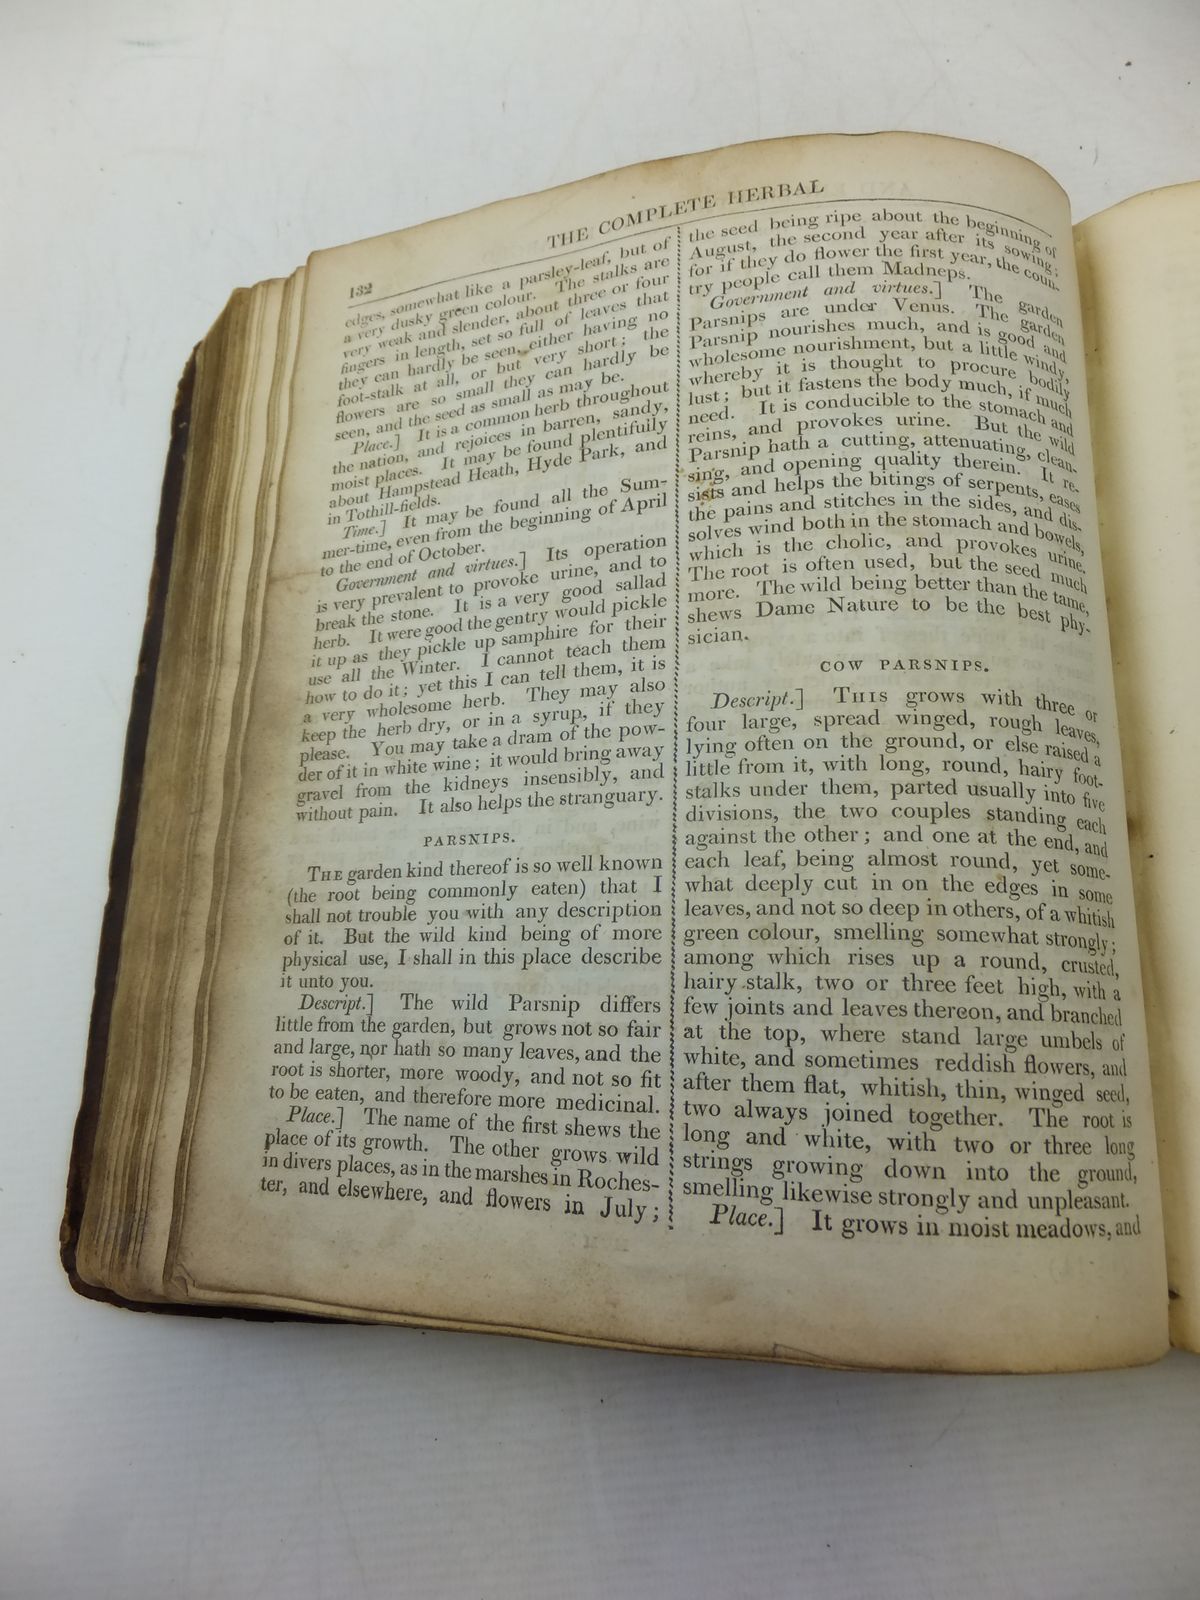 THE COMPLETE HERBAL
132
edges, somewhat like a parsley-leaf, but of
a very dusky green colour. The stalks are
very weak and slender, about three or four
fingers in length, set so full of leaves that
they can hardly be seen, either having no
foot-stalk at all, or but very short; the
flowers are so small they can hardly be
seen, and the seed as small as may be.
Place.] It is a common herb throughout
the nation, and rejoices in barren, sandy,
moist places. It may be found plentifully
about Hampstead Heath, Hyde Park, and
in Tothill-fields.
Time.] It may be found all the Sum-
mer-time, even from the beginning of April
to the end of October.
Government and virtues.] Its operation
is very prevalent to provoke urine, and to
break the stone. It is a very good sallad
herb. It were good the gentry would pickle
it up as they pickle up samphire for their
use all the Winter. I cannot teach them
how to do it; yet this I can tell them, it is
a very wholesome herb. They may also
keep the herb dry, or in a syrup, if they
please. You may take a dram of the pow-
der of it in white wine; it would bring away
gravel from the kidneys insensibly, and
without pain. It also helps the stranguary.
PARSNIPS.
THE garden kind thereof is so well known
(the root being commonly eaten) that I
shall not trouble you with any description
of it. But the wild kind being of more
physical use, I shall in this place describe
it unto you.
Descript.] The wild Parsnip differs
little from the garden, but grows not so fair
and large, nor hath so many leaves, and the
root is shorter, more woody, and not so fit
to be eaten, and therefore more medicinal.
Place.] The name of the first shews the
place of its growth. The other grows wild
in divers places, as in the marshes in Roches-
ter, and elsewhere, and flowers in July;
the seed being ripe about the beginning of
August, the second year after its sowing;
for if they do flower the first year, the coun-
try people call them Madneps.
Government and virtues.] The garden
Parsnips are under Venus. The garden
Parsnip nourishes much, and is good and
wholesome nourishment, but a little windy,
whereby it is thought to procure bodily
lust; but it fastens the body much, if much
need. It is conducible to the stomach and
reins, and provokes urine. But the wild
Parsnip hath a cutting, attenuating, clean-
sing, and opening quality therein. It re-
sists and helps the bitings of serpents, eases
the pains and stitches in the sides, and dis-
solves wind both in the stomach and bowels,
which is the cholic, and provokes urine.
The root is often used, but the seed much
more. The wild being better than the tame,
shews Dame Nature to be the best phy-
sician.
COW PARSNIPS.
Descript.] THIS grows with three or
four large, spread winged, rough leaves,
lying often on the ground, or else raised a
little from it, with long, round, hairy foot-
stalks under them, parted usually into five
divisions, the two couples standing each
against the other; and one at the end, and
each leaf, being almost round, yet some-
what deeply cut in on the edges in some
leaves, and not so deep in others, of a whitish
green colour, smelling somewhat strongly;
among which rises up a round, crusted,
hairy stalk, two or three feet high, with a
few joints and leaves thereon, and branched
at the top, where stand large umbels of
white, and sometimes reddish flowers, and
after them flat, whitish, thin, winged seed,
two always joined together. The root is
long and white, with two or three long
strings growing down into the ground,
smelling likewise strongly and unpleasant.
Place.] It grows in moist meadows, and